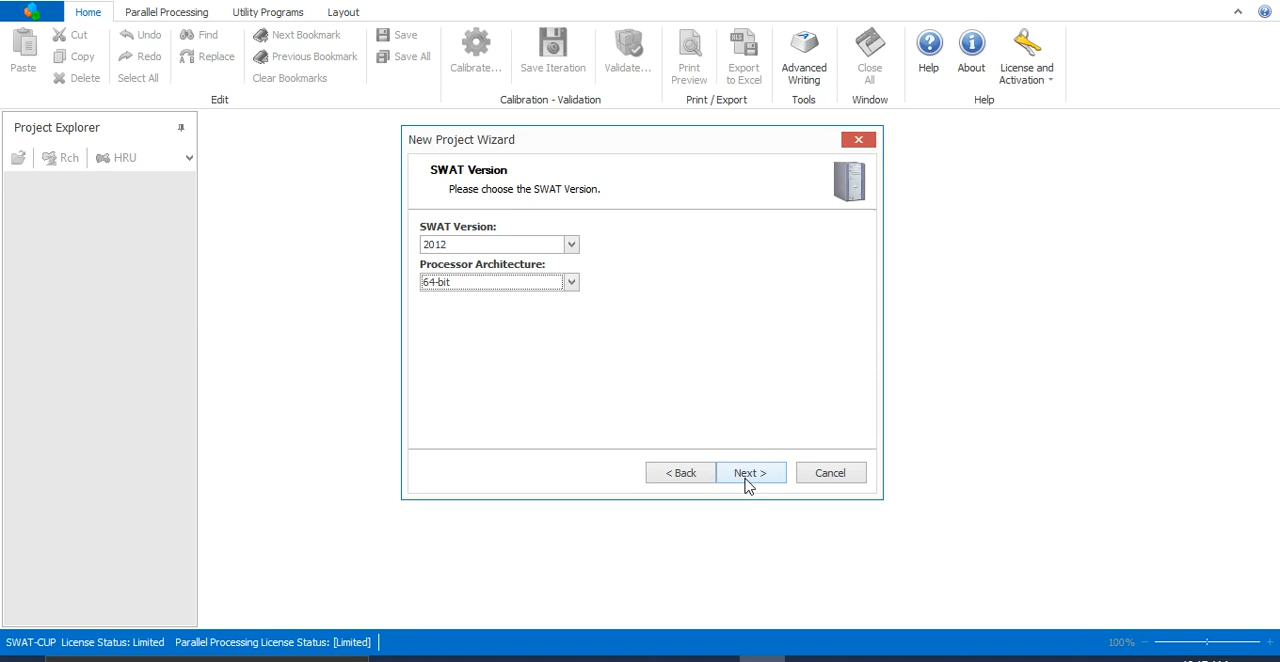 Home Parallel Processing Utility Programs Layout
Cut Undo Find Next Bookmark Save
Copy Redo Replace Previous Bookmark Save All
Paste Calibrate... Save Iteration Validate... Print Preview Export to Excel Advanced Writing Close All Help About License and Activation
Delete Select All Clear Bookmarks
Edit Calibration - Validation Print / Export Tools Window Help
Project Explorer
Rch HRU
New Project Wizard
SWAT Version
Please choose the SWAT Version.
SWAT Version:
2012
Processor Architecture:
64-bit
< Back Next > Cancel
SWAT-CUP License Status: Limited Parallel Processing License Status: [Limited] 100%